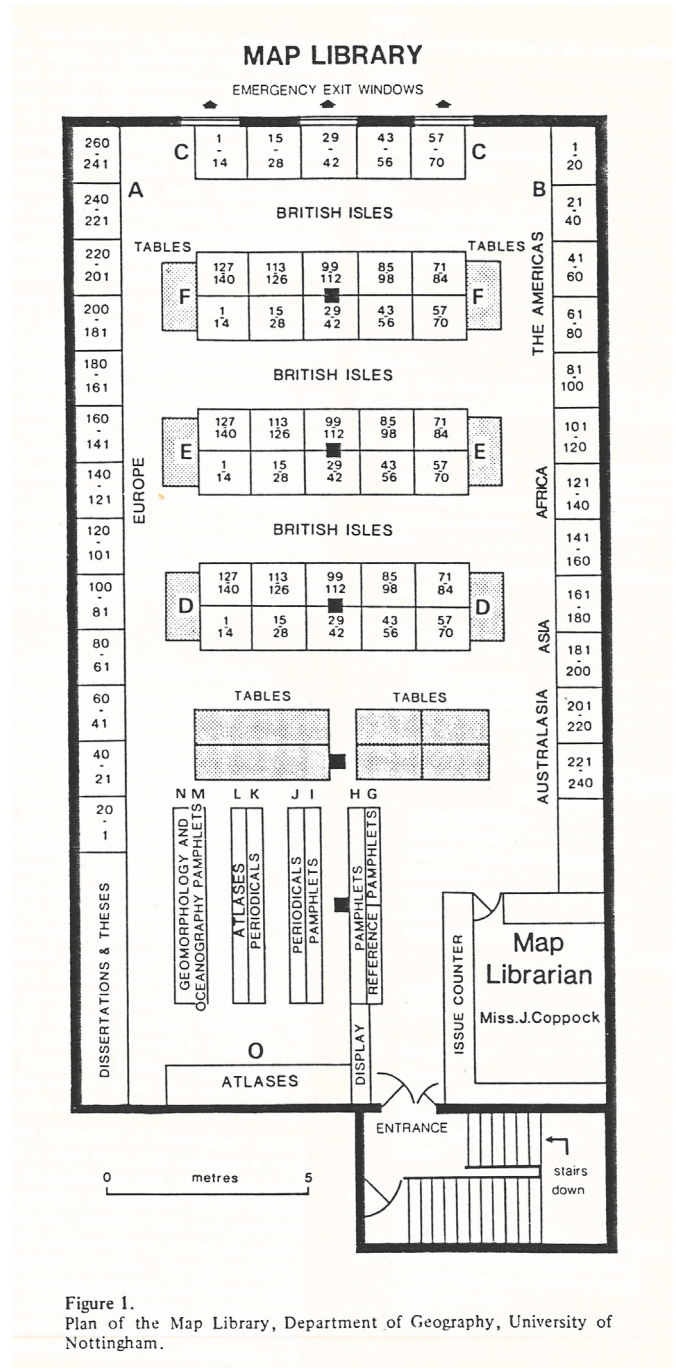 MAP LIBRARY
EMERGENCY EXIT WINDOWS
260 - 241
240 - 221
220 - 201
200 - 181
180 - 161
160 - 141
140 - 121
120 - 101
100 - 81
80 - 61
60 - 41
40 - 21
20 - 1
A
EUROPE
DISSERTATIONS & THESES
C
1 - 14
15 - 28
29 - 42
43 - 56
57 - 70
C
BRITISH ISLES
TABLES
TABLES
F
127 140
113 126
99 112
85 98
71 84
1 14
15 28
29 42
43 56
57 70
F
BRITISH ISLES
E
127 140
113 126
99 112
85 98
71 84
1 14
15 28
29 42
43 56
57 70
E
BRITISH ISLES
D
127 140
113 126
99 112
85 98
71 84
1 14
15 28
29 42
43 56
57 70
D
B
1 - 20
21 - 40
41 - 60
61 - 80
81 - 100
101 - 120
121 - 140
141 - 160
161 - 180
181 - 200
201 - 220
221 - 240
THE AMERICAS
AFRICA
ASIA
AUSTRALASIA
TABLES
TABLES
N M L K J I H G
GEOMORPHOLOGY AND
OCEANOGRAPHY PAMPHLETS
ATLASES
PERIODICALS
PERIODICALS
PAMPHLETS
PAMPHLETS
REFERENCE PAMPHLETS
DISPLAY
O
ATLASES
ISSUE COUNTER
Map
Librarian
Miss.J.Coppock
ENTRANCE
stairs
down
0 metres 5
Figure 1.
Plan of the Map Library, Department of Geography, University of
Nottingham.